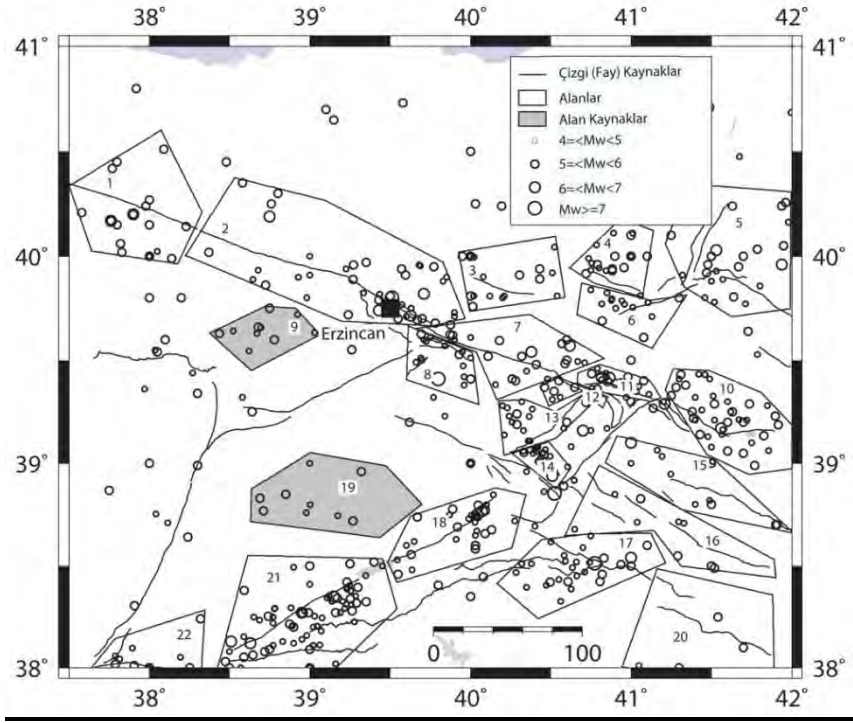 38° 39° 40° 41° 42°
41° 41°
Çizgi (Fay) Kaynaklar
Alanlar
Alan Kaynaklar
4=<Mw<5
5=<Mw<6
6=<Mw<7
Mw>=7
1
2
3
4
5
40° 40°
6
7
8
9
Erzincan
10
11
12
13
14
15
39° 39°
16
17
18
19
20
21
22
0 100
38° 38°
38° 39° 40° 41° 42°